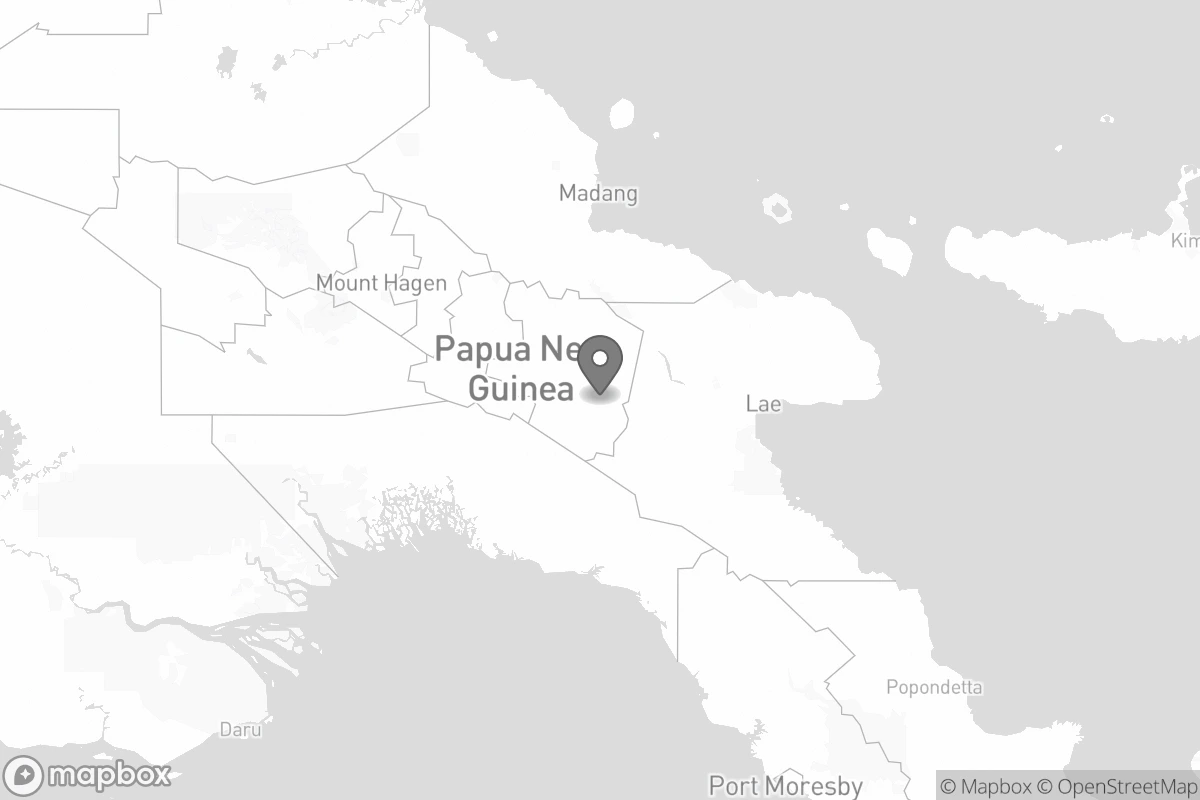 Madang
Kim
Mount Hagen
Papua Ne
Guinea
Lae
Popondetta
Daru
Port Moresby
mapbox
© Mapbox © OpenStreetMap